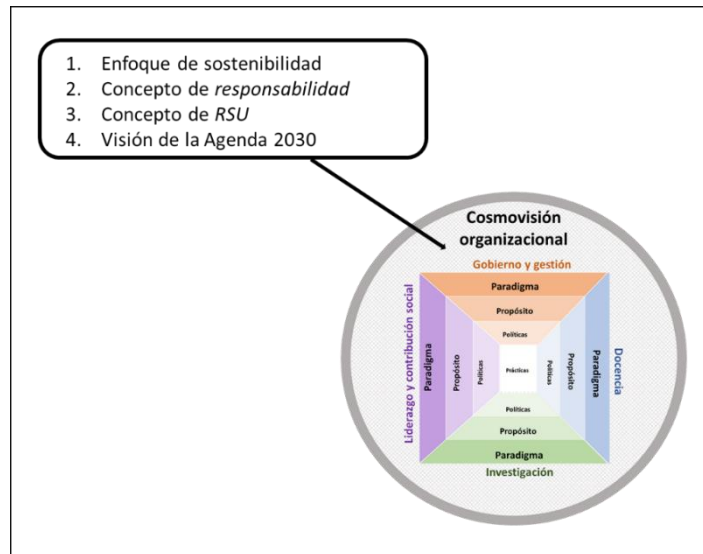 1. Enfoque de sostenibilidad
2. Concepto de responsabilidad
3. Concepto de RSU
4. Visión de la Agenda 2030
Cosmovisión
organizacional
Gobierno y gestión
Paradigma
Propósito
Políticas
Liderazgo y contribución social
Paradigma
Propósito
Políticas
Prácticas
Políticas
Propósito
Paradigma
Docencia
Políticas
Propósito
Paradigma
Investigación